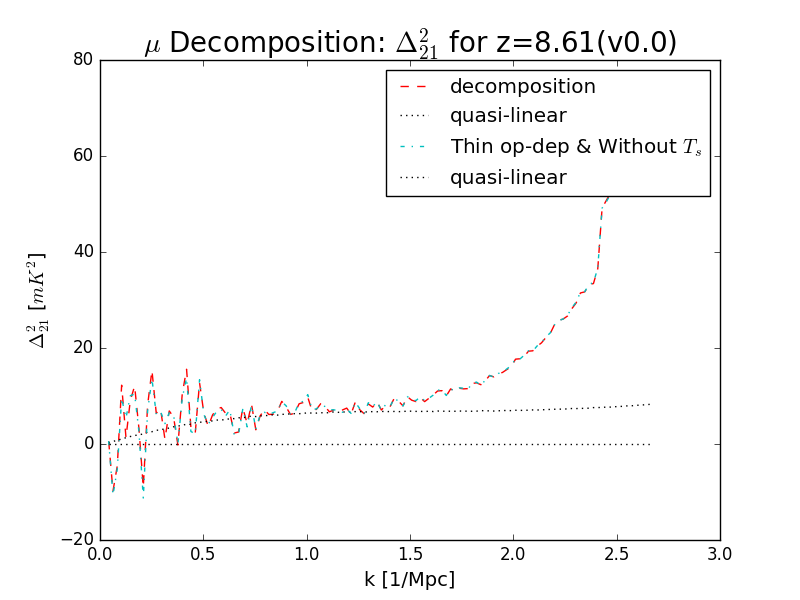 μ Decomposition: Δ²₂₁ for z=8.61(v0.0)
80
60
40
20
0
−20
Δ²₂₁ [mK²]
decomposition
quasi-linear
Thin op-dep & Without Tₛ
quasi-linear
0.0 0.5 1.0 1.5 2.0 2.5 3.0
k [1/Mpc]